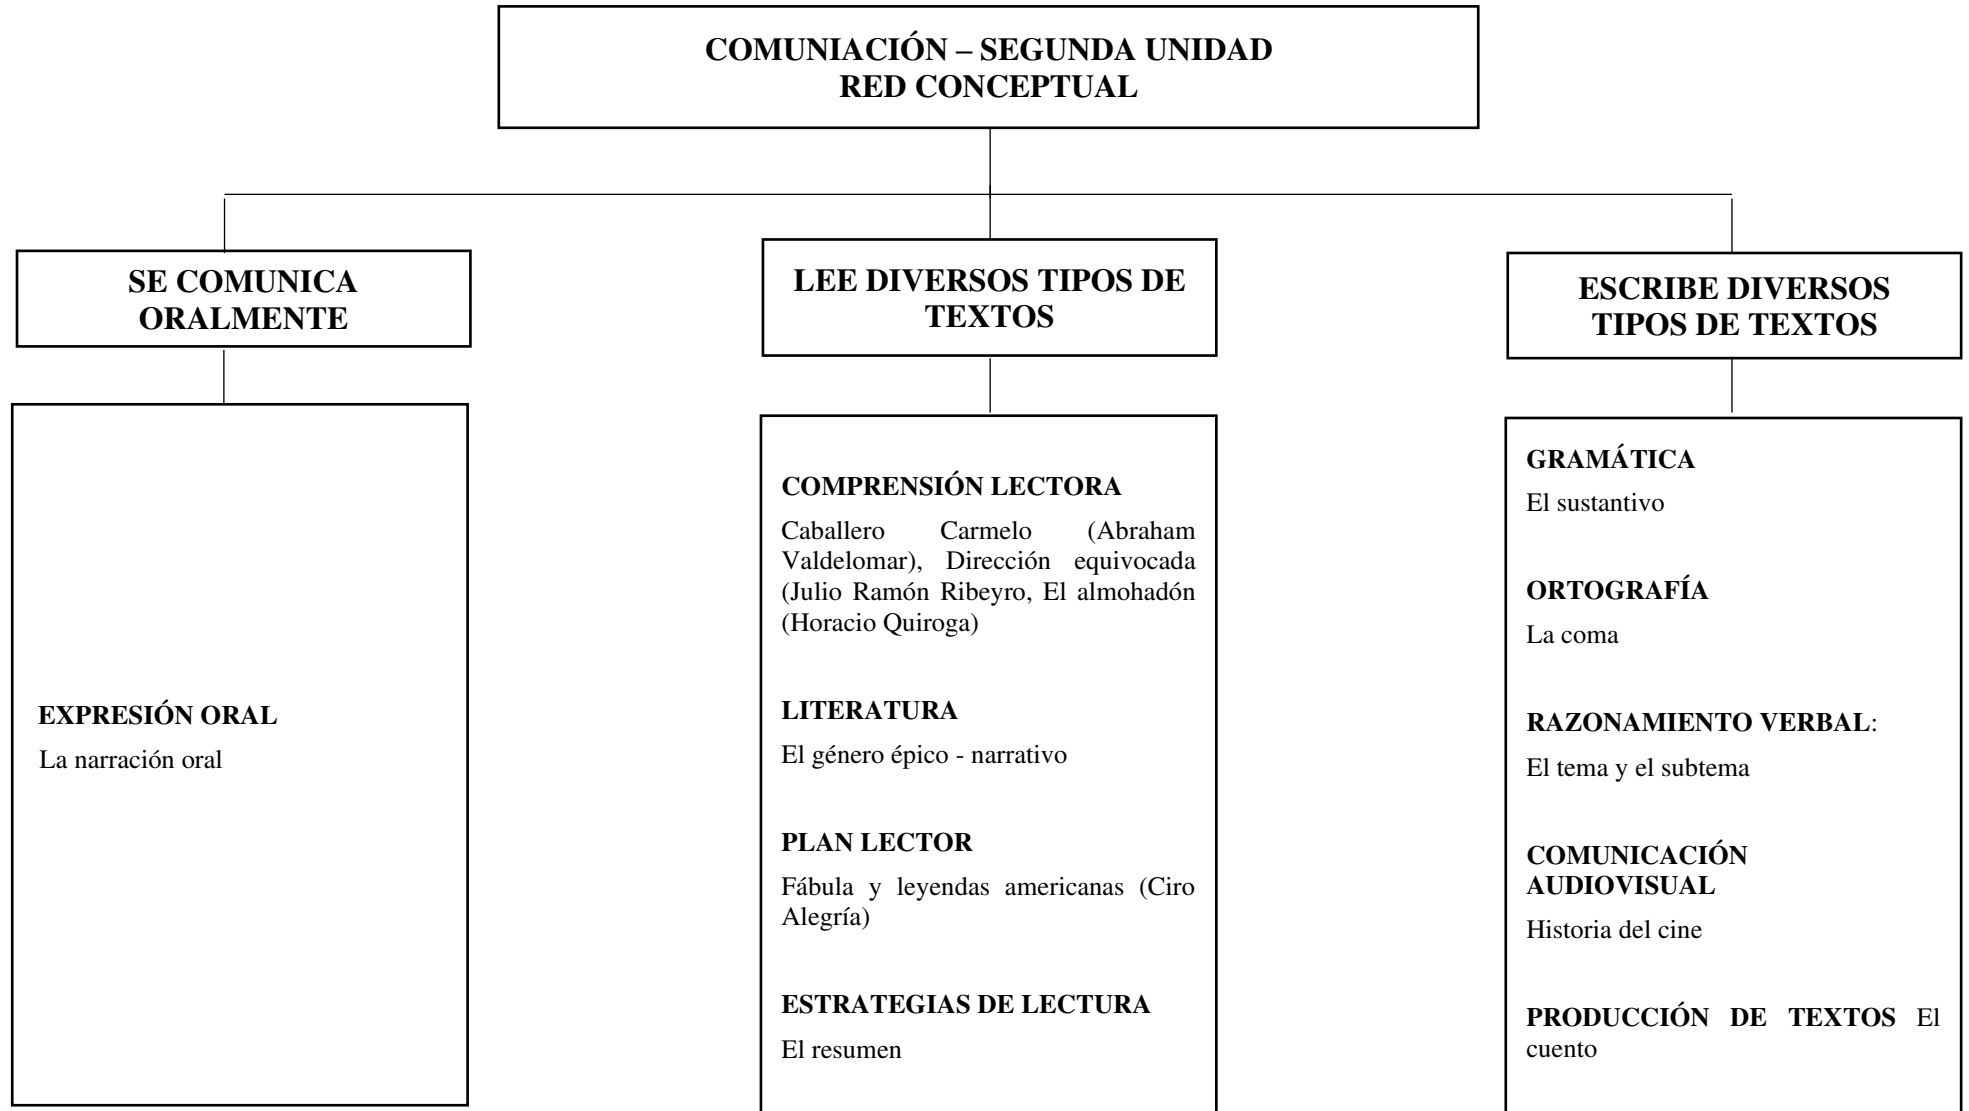 COMUNIACIÓN – SEGUNDA UNIDAD
RED CONCEPTUAL
SE COMUNICA
ORALMENTE
EXPRESIÓN ORAL
La narración oral
LEE DIVERSOS TIPOS DE
TEXTOS
COMPRENSIÓN LECTORA
Caballero Carmelo (Abraham
Valdelomar), Dirección equivocada
(Julio Ramón Ribeyro, El almohadón
(Horacio Quiroga)
LITERATURA
El género épico - narrativo
PLAN LECTOR
Fábula y leyendas americanas (Ciro
Alegría)
ESTRATEGIAS DE LECTURA
El resumen
ESCRIBE DIVERSOS
TIPOS DE TEXTOS
GRAMÁTICA
El sustantivo
ORTOGRAFÍA
La coma
RAZONAMIENTO VERBAL:
El tema y el subtema
COMUNICACIÓN
AUDIOVISUAL
Historia del cine
PRODUCCIÓN DE TEXTOS El
cuento